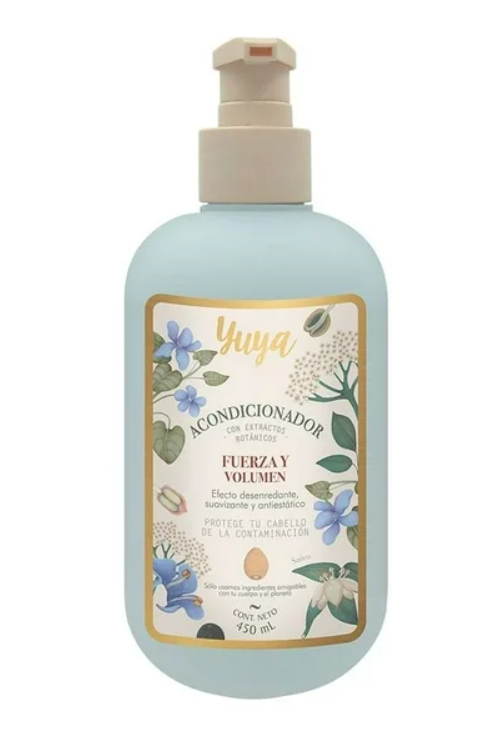 Yuya
ACONDICIONADOR
CON EXTRACTOS
BOTÁNICOS
FUERZA Y
VOLUMEN
Efecto desenredante,
suavizante y antiestático
PROTEGE TU CABELLO
DE LA CONTAMINACIÓN
Sólo usamos ingredientes amigables
con tu cuerpo y el planeta
CONT. NETO
450 mL